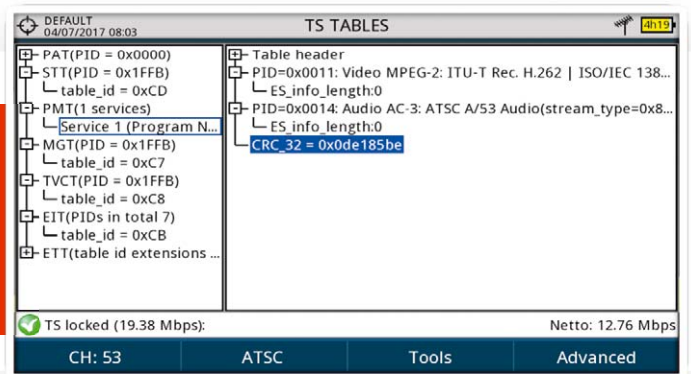 DEFAULT
04/07/2017 08:03
TS TABLES
4h19
PAT(PID = 0x0000)
STT(PID = 0x1FFB)
table_id = 0xCD
PMT(1 services)
Service 1 (Program N...
MGT(PID = 0x1FFB)
table_id = 0xC7
TVCT(PID = 0x1FFB)
table_id = 0xC8
EIT(PIDs in total 7)
table_id = 0xCB
ETT(table id extensions ...
Table header
PID=0x0011: Video MPEG-2: ITU-T Rec. H.262 | ISO/IEC 138...
ES_info_length:0
PID=0x0014: Audio AC-3: ATSC A/53 Audio(stream_type=0x8...
ES_info_length:0
CRC_32 = 0x0de185be
TS locked (19.38 Mbps):
Netto: 12.76 Mbps
CH: 53
ATSC
Tools
Advanced